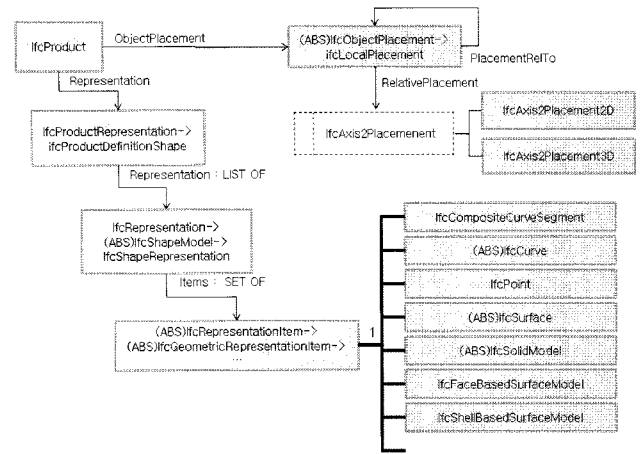 IfcProduct
ObjectPlacement
(ABS)IfcObjectPlacement->
ifcLocalPlacement
PlacementRelTo
Representation
RelativePlacement
IfcProductRepresentation->
ifcProductDefinitionShape
IfcAxis2Placemenent
IfcAxis2Placement2D
IfcAxis2Placement3D
Representation : LIST OF
IfcRepresentation->
(ABS)IfcShapeModel->
IfcShapeRepresentation
Items : SET OF
(ABS)IfcRepresentationItem->
(ABS)IfcGeometricRepresentationItem->
...
1
IfcCompositeCurveSegment
(ABS)IfcCurve
IfcPoint
(ABS)IfcSurface
(ABS)IfcSolidModel
IfcFaceBasedSurfaceModel
IfcShellBasedSurfaceModel